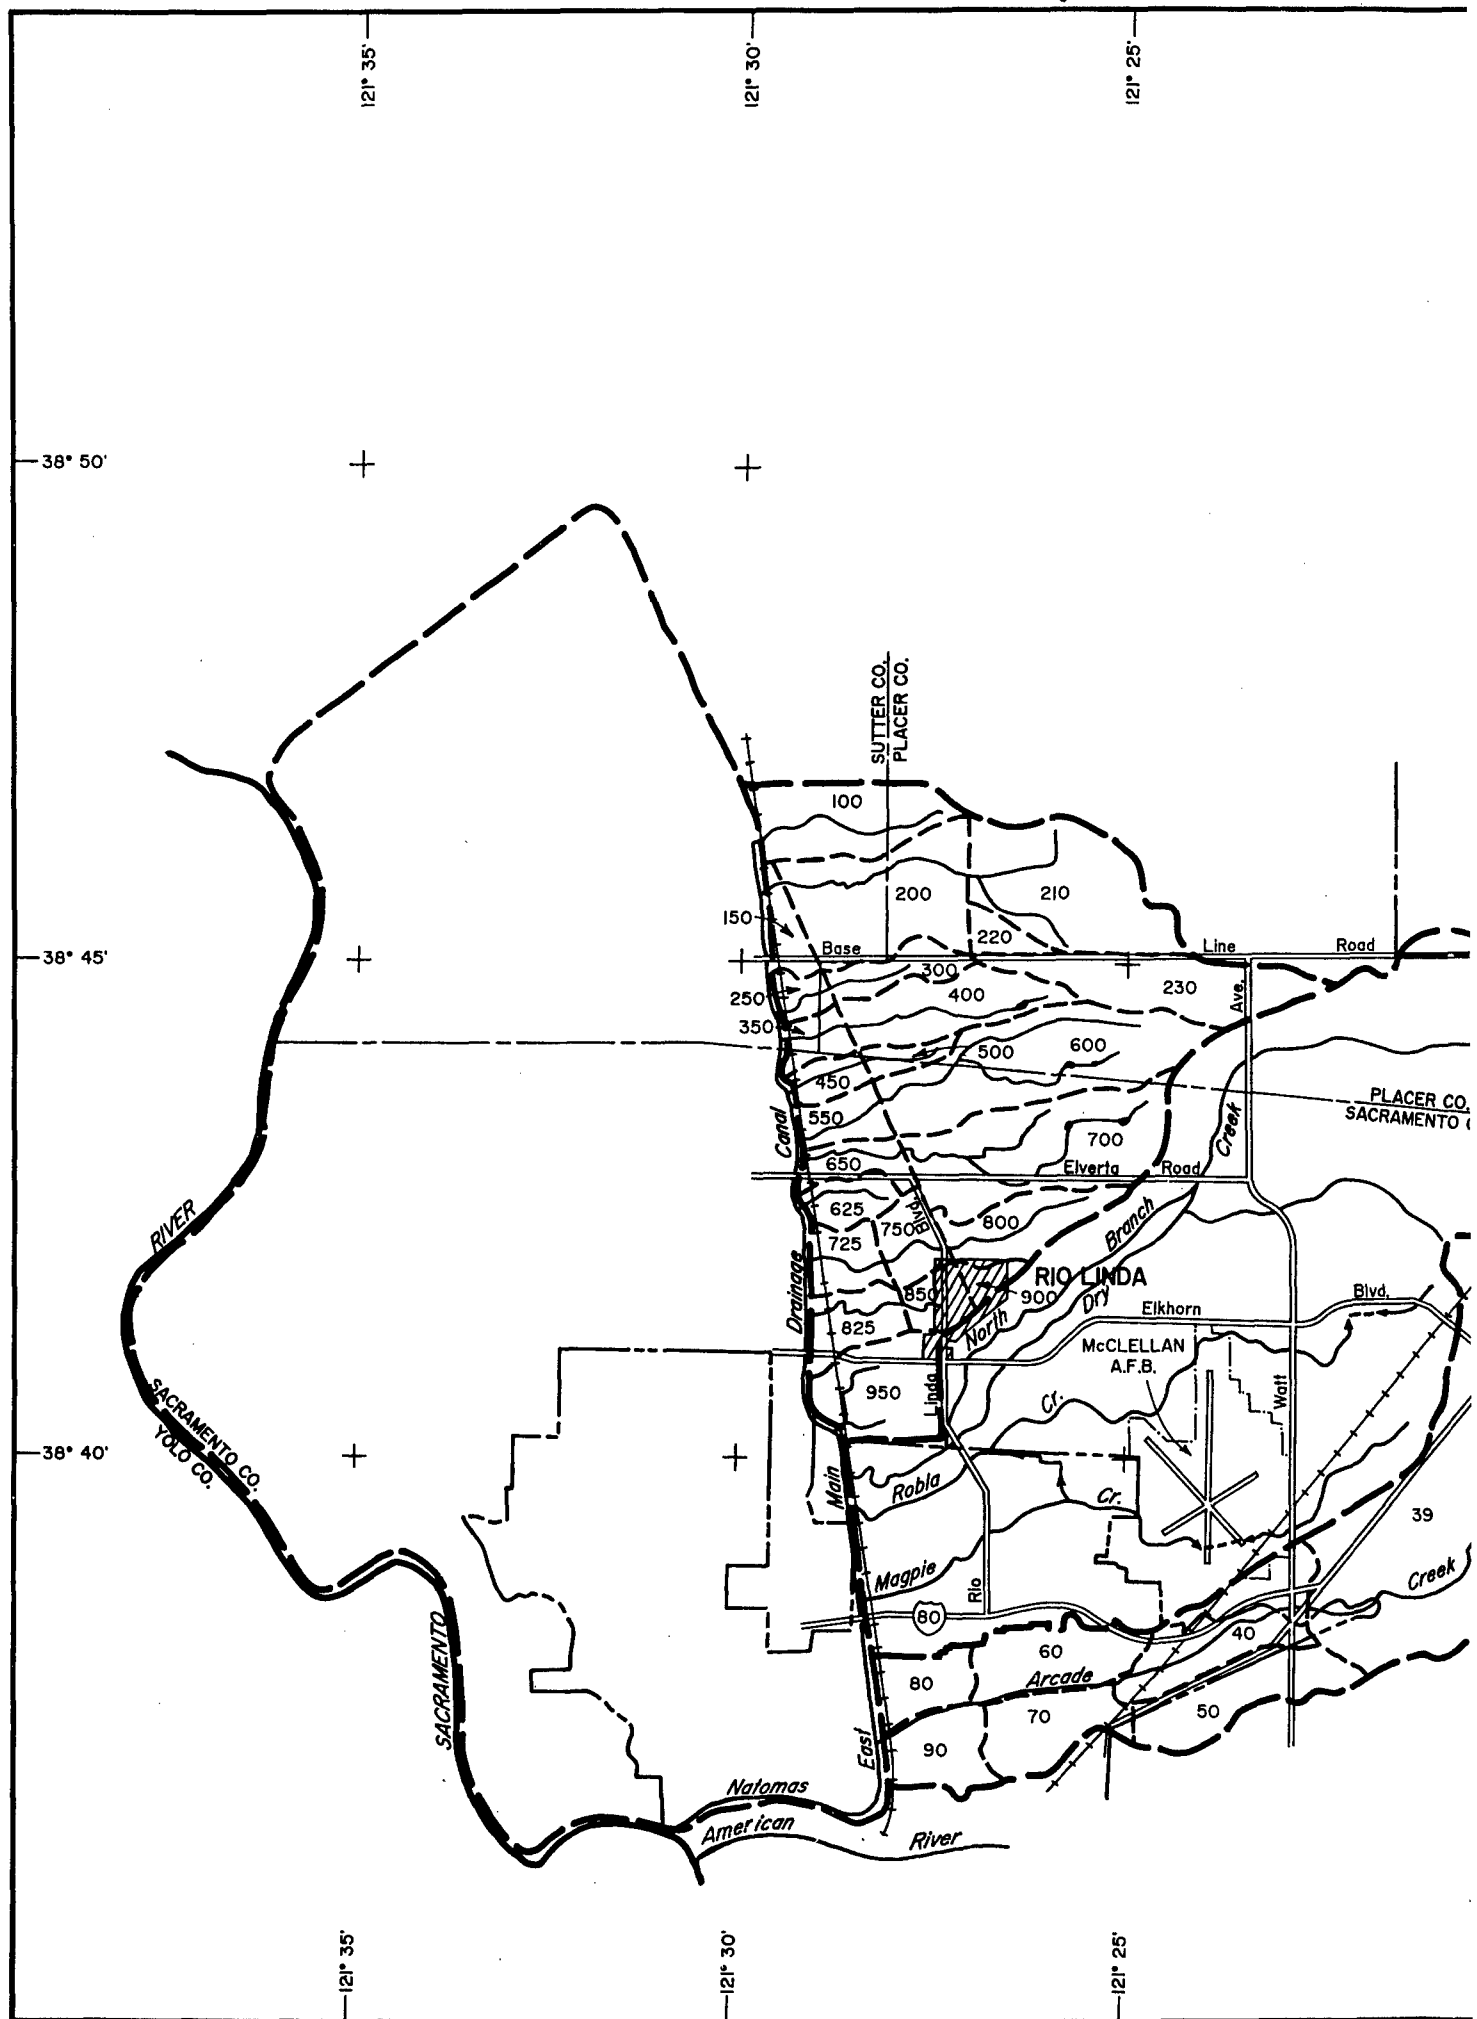 121° 35'
121° 30'
121° 25'
38° 50'
SUTTER CO.
PLACER CO.
100
200
210
150
220
38° 45'
Base
Line
Road
300
250
400
230
Ave.
350
500
600
450
PLACER CO.
SACRAMENTO
550
Canal
700
Creek
650
Elverta
Road
625
750
Blvd.
800
Branch
725
RIVER
Drainage
RIO LINDA
850
900
Dry
Elkhorn
Blvd.
825
North
McCLELLAN
A.F.B.
950
Linda
Cr.
Watt
SACRAMENTO CO.
YOLO CO.
38° 40'
Main
Robla
Cr.
39
Magpie
Rio
Creek
80
60
40
SACRAMENTO
80
Arcade
70
50
East
90
Natomas
American
River
121° 35'
121° 30'
121° 25'